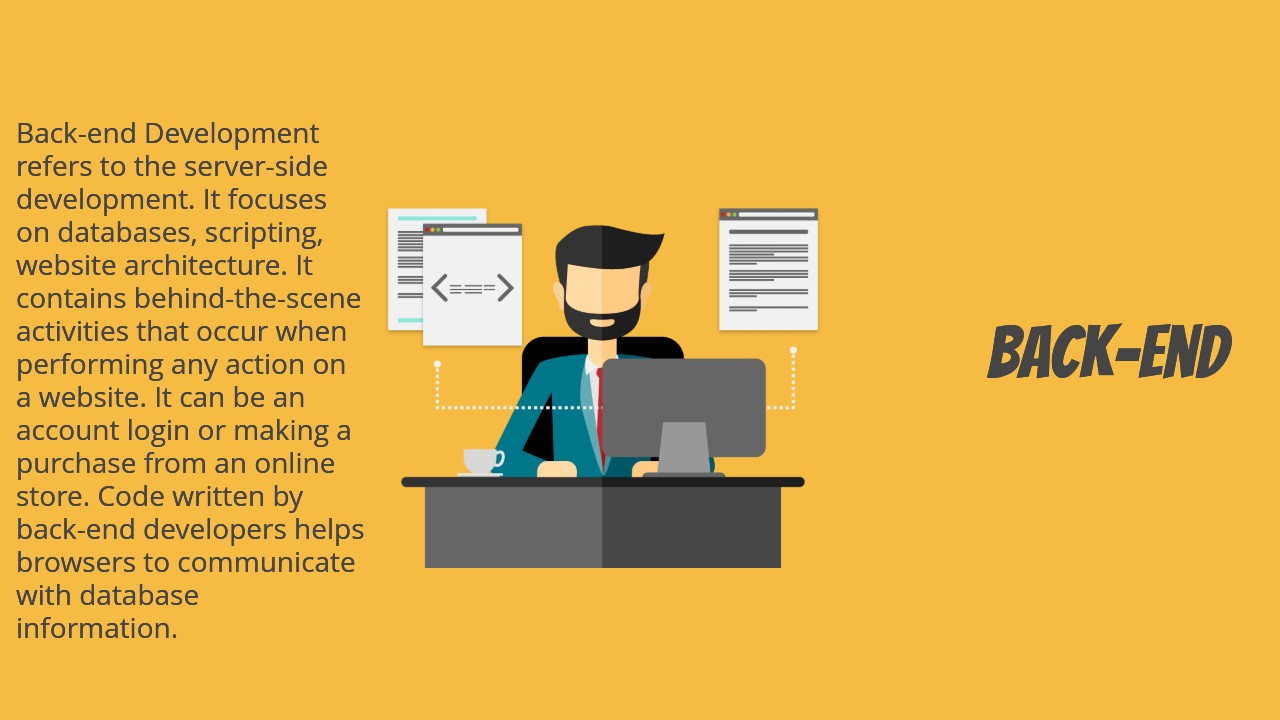 Back-end Development
refers to the server-side
development. It focuses
on databases, scripting,
website architecture. It
contains behind-the-scene
activities that occur when
performing any action on
a website. It can be an
account login or making a
purchase from an online
store. Code written by
back-end developers helps
browsers to communicate
with database
information.
BACK-END